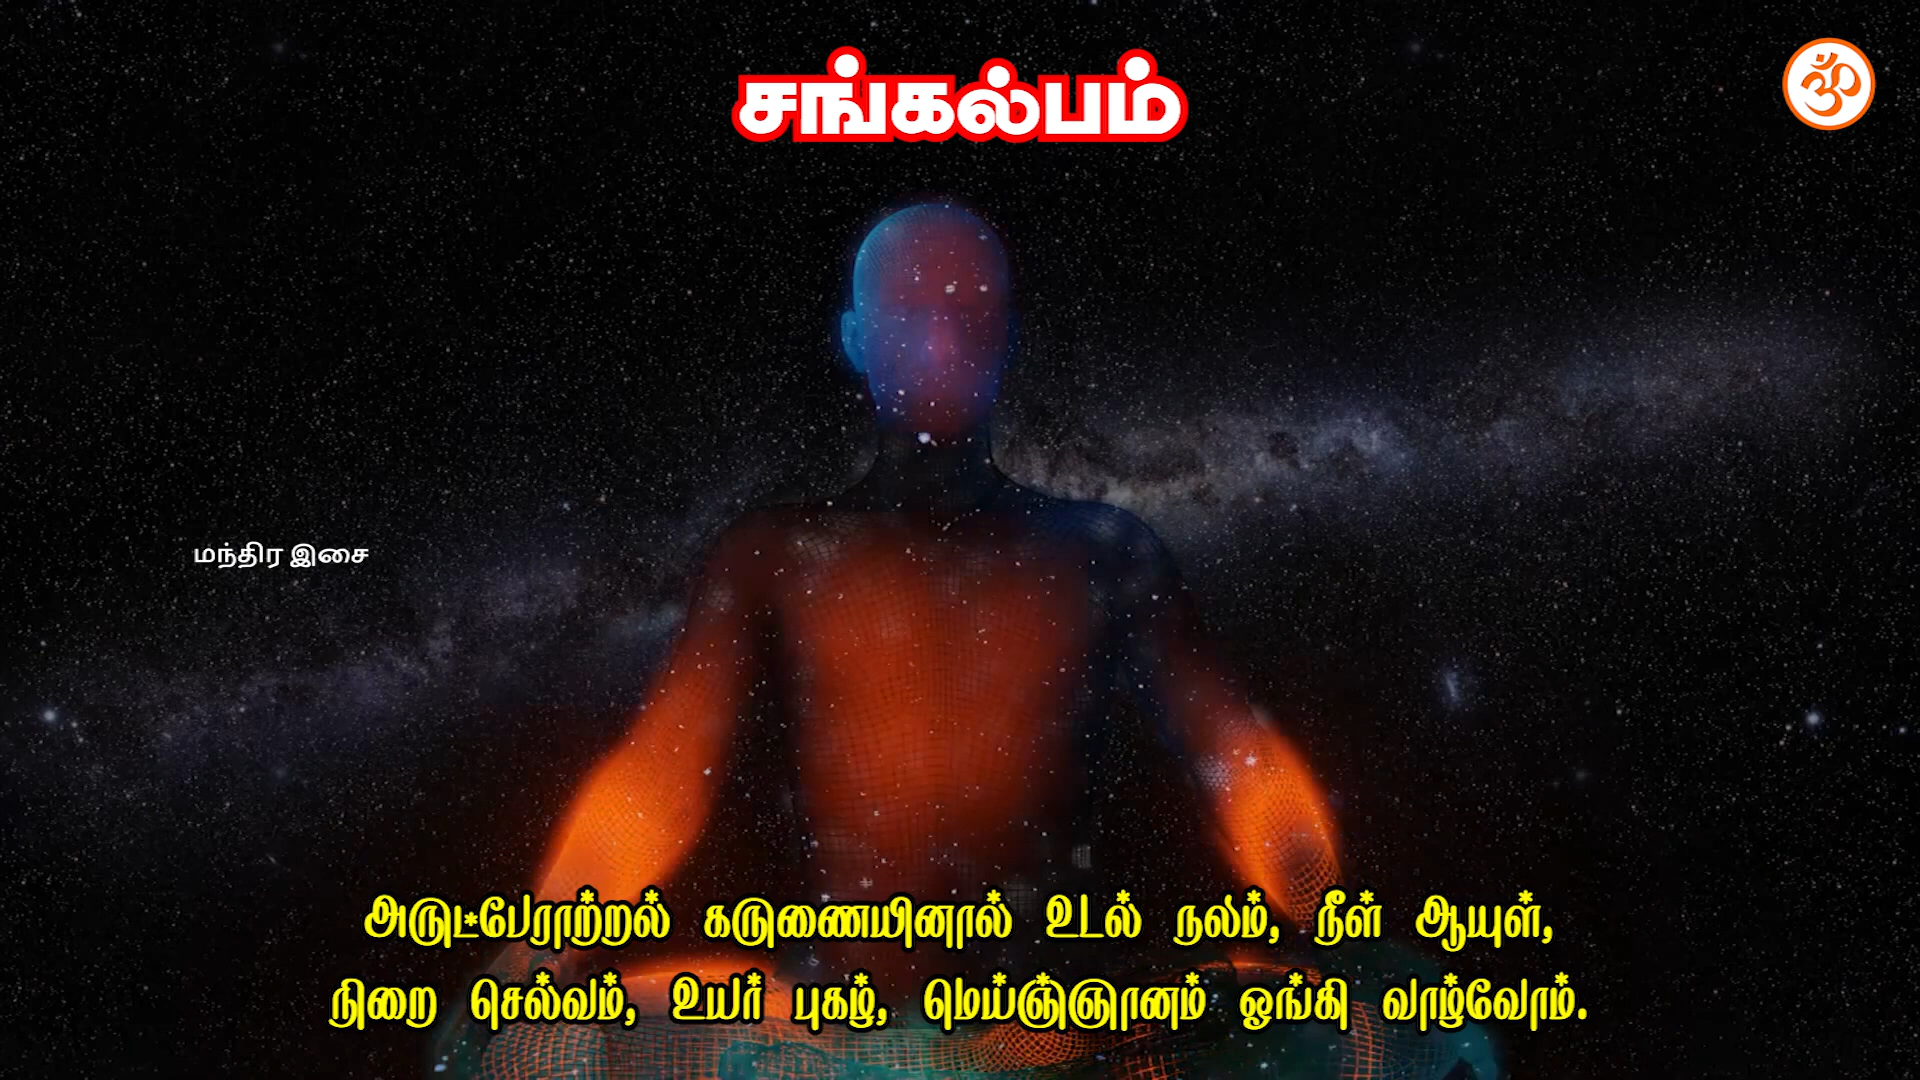 சங்கல்பம்
ॐ
மந்திர இசை
அருட்பேராற்றல் கருணையினால் உடல் நலம், நீள் ஆயுள்,
நிறை செல்வம், உயர் புகழ், மெய்ஞ்ஞானம் ஓங்கி வாழ்வோம்.